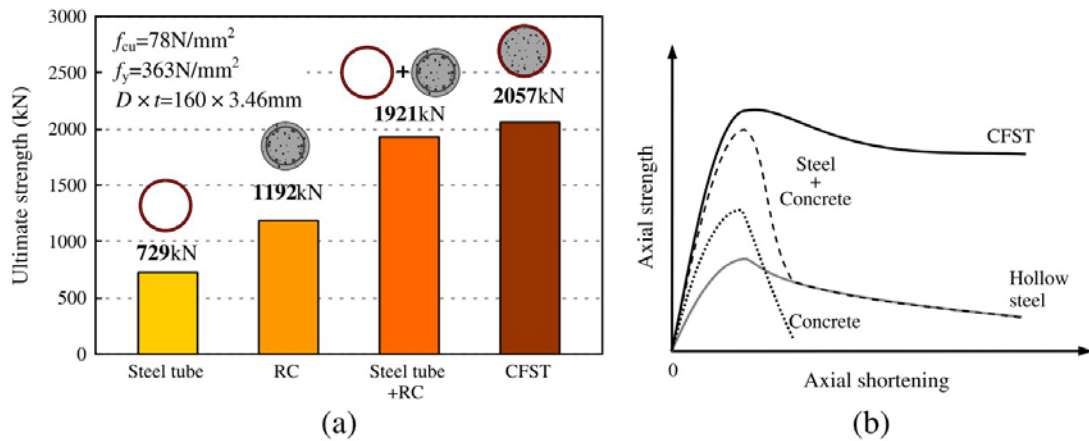 3000
2500
2000
1500
1000
500
0
Ultimate strength (kN)
fcu=78N/mm²
fy=363N/mm²
D × t=160 × 3.46mm
729kN
1192kN
+
1921kN
2057kN
Steel tube
RC
Steel tube
+RC
CFST
(a)
Axial strength
CFST
Steel
+
Concrete
Hollow
steel
Concrete
0
Axial shortening
(b)